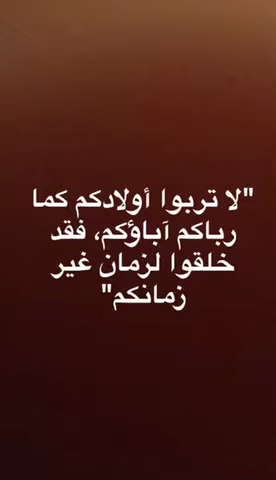 "لا تربوا أولادكم كما
رباكم آباؤكم، فقد
خلقوا لزمان غير
زمانكم"